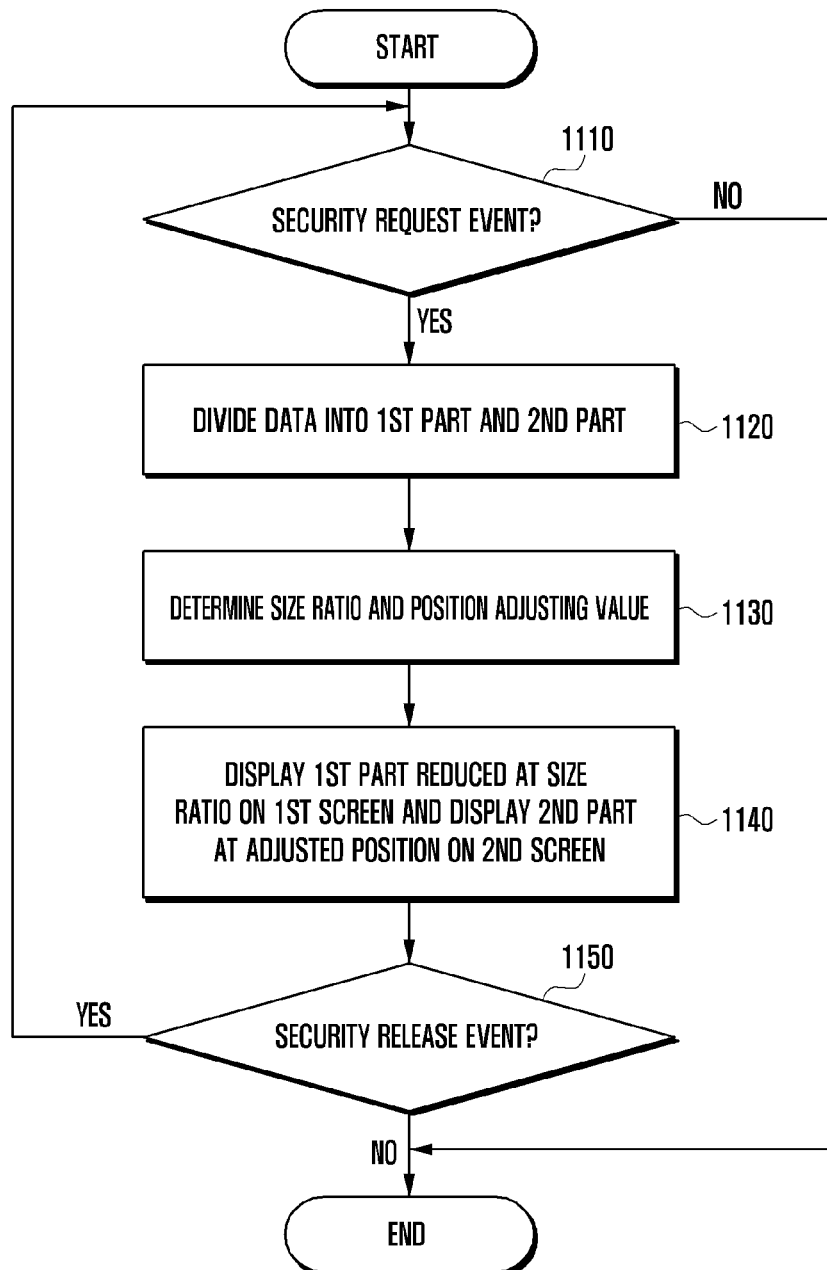 START
1110
SECURITY REQUEST EVENT?
NO
YES
DIVIDE DATA INTO 1ST PART AND 2ND PART
1120
DETERMINE SIZE RATIO AND POSITION ADJUSTING VALUE
1130
DISPLAY 1ST PART REDUCED AT SIZE
RATIO ON 1ST SCREEN AND DISPLAY 2ND PART
AT ADJUSTED POSITION ON 2ND SCREEN
1140
1150
YES
SECURITY RELEASE EVENT?
NO
END